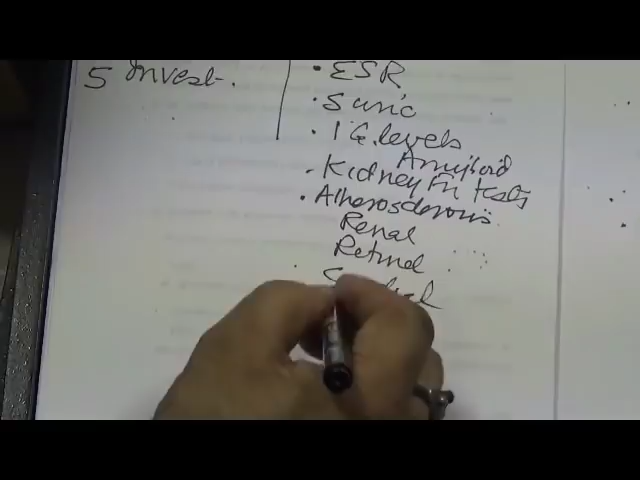 5 Invest.
• ESR
• S uric
• IG. levels
Amyloid
• Kidney Fn Tests
• Atherosclerosis
Renal
Retinal